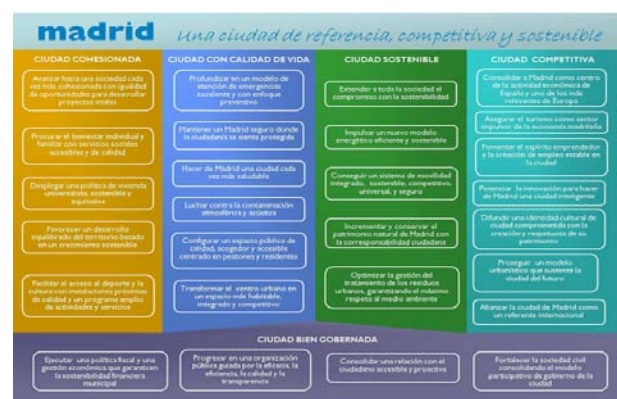 madrid
Una ciudad de referencia, competitiva y sostenible
CIUDAD COHESIONADA
Avanzar hacia una sociedad cada
vez más cohesionada con igualdad
de oportunidades para desarrollar
proyectos vitales
Procurar el bienestar individual y
familiar con servicios sociales
accesibles y de calidad
Desplegar una política de vivienda
universalista, sostenible y
equitativa
Favorecer un desarrollo
equilibrado del territorio basado
en un crecimiento sostenible
Facilitar el acceso al deporte y la
cultura con instalaciones próximas
de calidad y un programa amplio
de actividades y servicios
CIUDAD CON CALIDAD DE VIDA
Profundizar en un modelo de
atención de emergencias
excelente y con enfoque
preventivo
Mantener un Madrid seguro donde
la ciudadanía se sienta protegida
Hacer de Madrid una ciudad cada
vez más saludable
Luchar contra la contaminación
atmosférica y acústica
Configurar un espacio público de
calidad, acogedor y accesible
centrado en peatones y residentes
Transformar el centro urbano en
un espacio más habitable,
integrado y competitivo
CIUDAD SOSTENIBLE
Extender a toda la sociedad el
compromiso con la sostenibilidad
Impulsar un nuevo modelo
energético eficiente y sostenible
Conseguir un sistema de movilidad
integrado, sostenible, competitivo,
universal, y seguro
Incrementar y conservar el
patrimonio natural de Madrid con
la corresponsabilidad ciudadana
Optimizar la gestión del
tratamiento de los residuos
urbanos, garantizando el máximo
respeto al medio ambiente
CIUDAD COMPETITIVA
Consolidar a Madrid como centro
de la actividad económica de
España y uno de los más
relevantes de Europa
Asegurar el turismo como sector
impulsor de la economía madrileña
Fomentar el espíritu emprendedor
y la creación de empleo estable en
la ciudad
Potenciar la innovación para hacer
de Madrid una ciudad inteligente
Difundir una identidad cultural de
ciudad comprometida con la
creación y respetuosa de su
patrimonio
Proseguir un modelo
urbanístico que sustente la
ciudad del futuro
Afianzar la ciudad de Madrid como
un referente internacional
CIUDAD BIEN GOBERNADA
Ejecutar una política fiscal y una
gestión económica que garanticen
la sostenibilidad financiera
municipal
Progresar en una organización
pública guiada por la eficacia, la
eficiencia, la calidad y la
transparencia
Consolidar una relación con el
ciudadano accesible y proactiva
Fortalecer la sociedad civil
consolidando el modelo
participativo de gobierno de la
ciudad